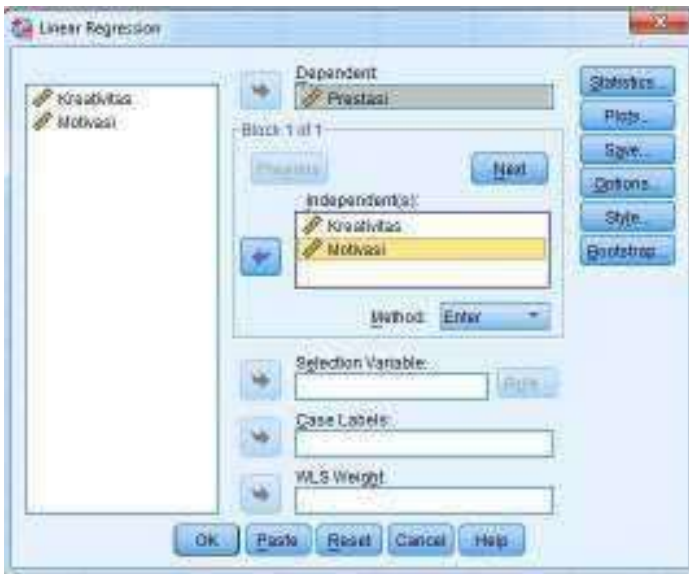 Linear Regression
Kreativitas
Motivasi
Dependent
Prestasi
Block 1 of 1
Previous
Next
Independent(s):
Kreativitas
Motivasi
Method: Enter
Selection Variable:
Rule...
Case Labels:
WLS Weight:
Statistics...
Plots...
Save...
Options...
Style...
Bootstrap...
OK
Paste
Reset
Cancel
Help